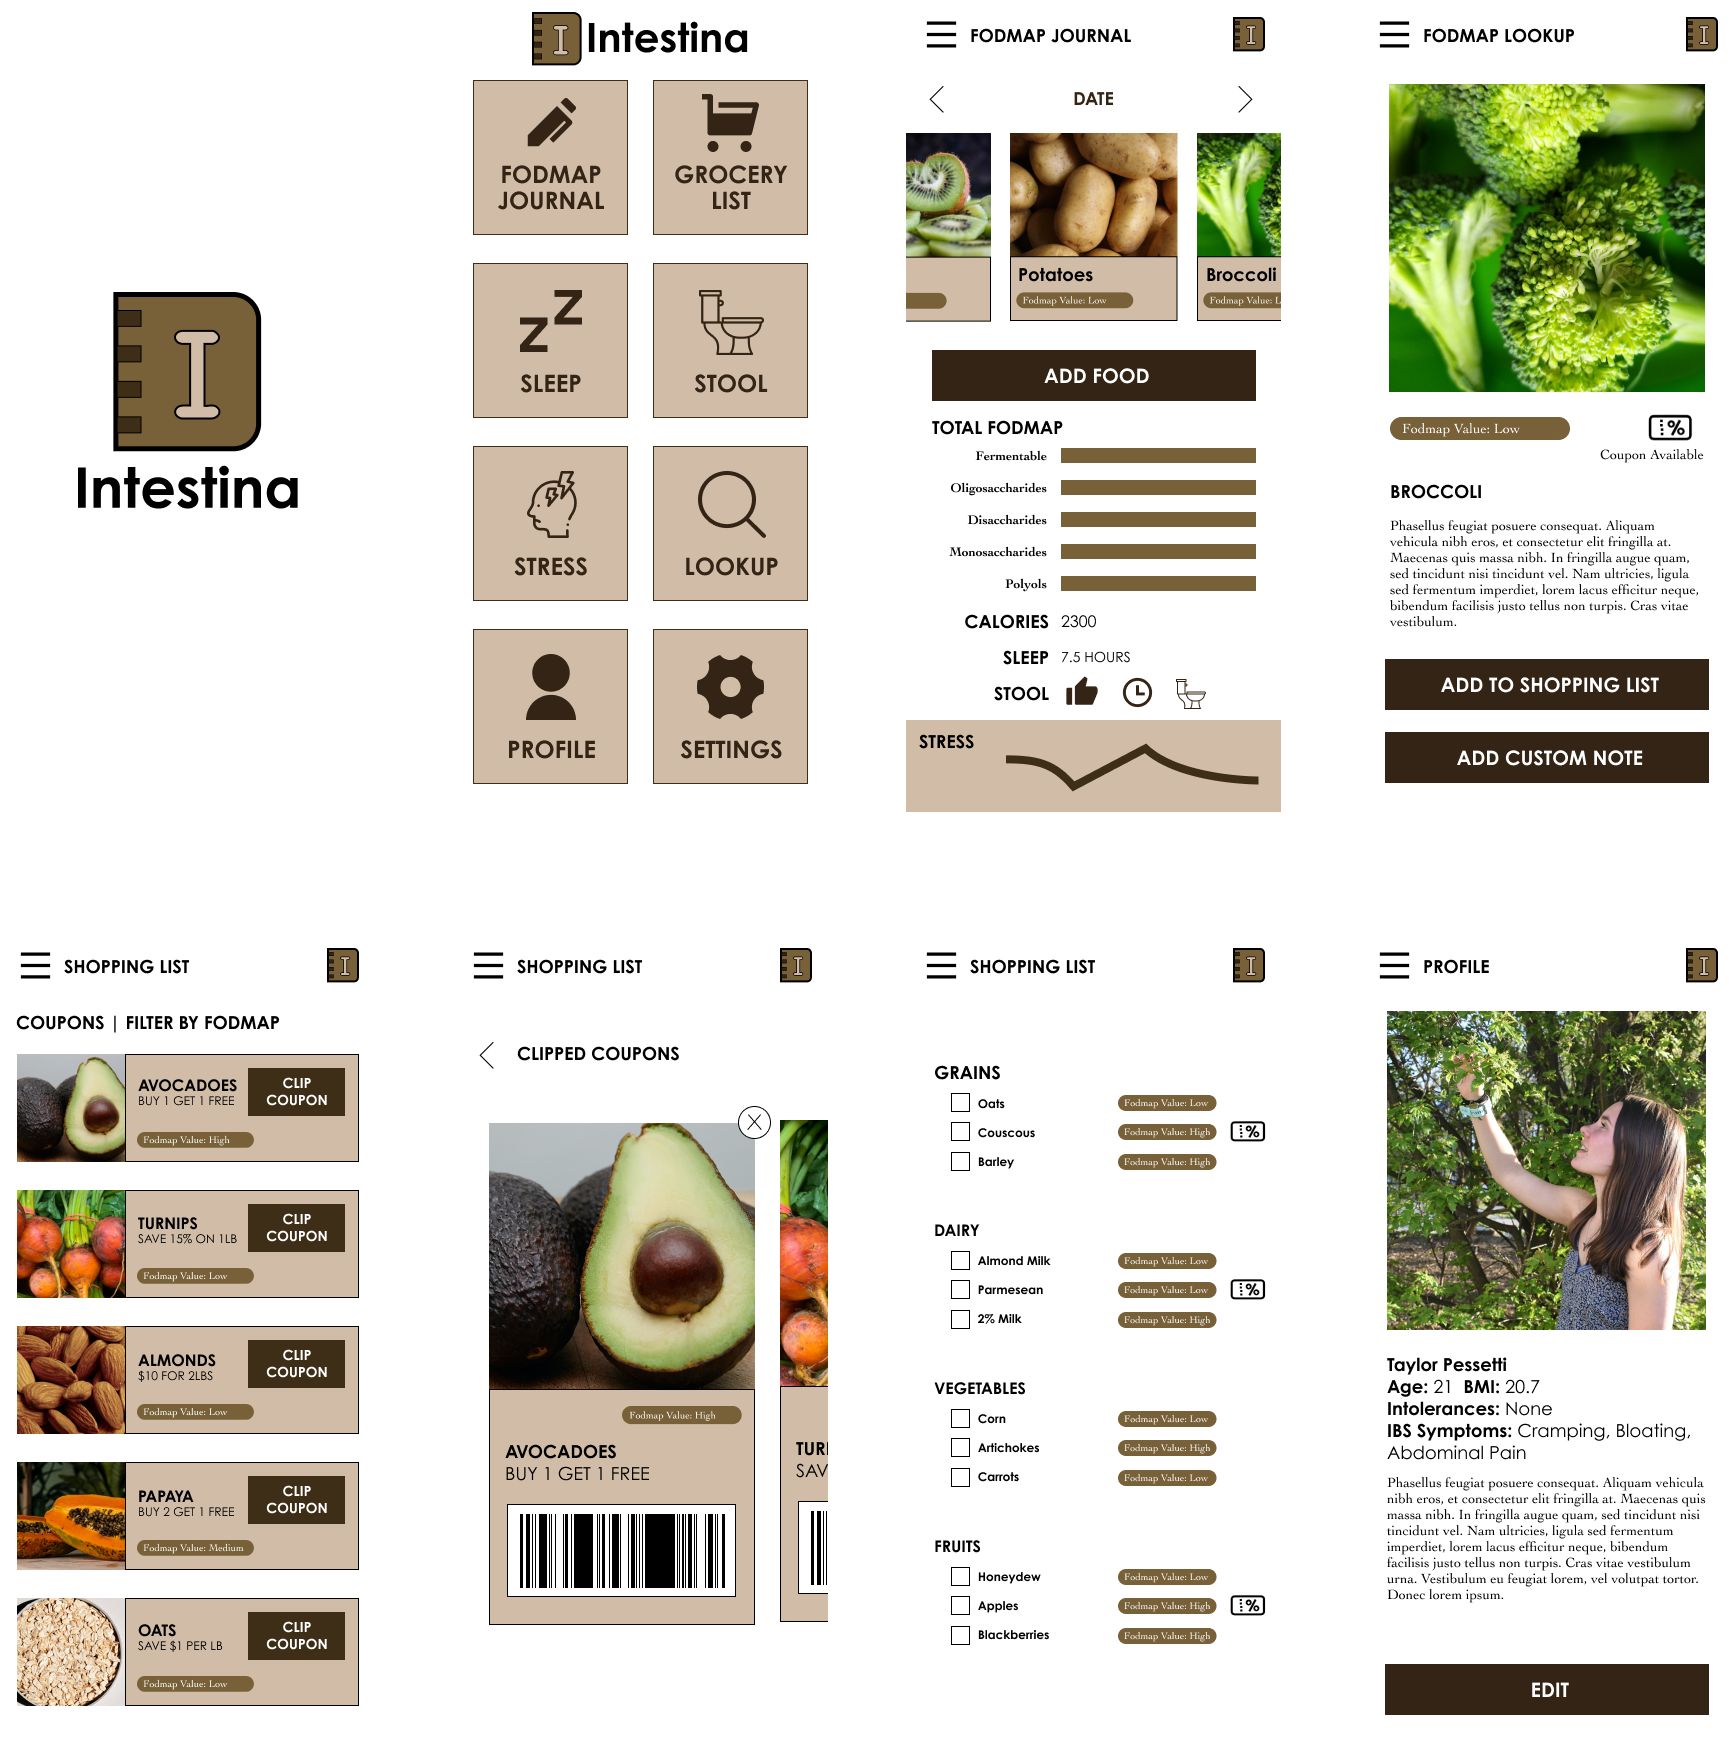 I
Intestina
I Intestina
FODMAP
JOURNAL
GROCERY
LIST
SLEEP
STOOL
STRESS
LOOKUP
PROFILE
SETTINGS
FODMAP JOURNAL
I
DATE
Potatoes
Fodmap Value: Low
Broccoli
Fodmap Value: L
ADD FOOD
TOTAL FODMAP
Fermentable
Oligosaccharides
Disaccharides
Monosaccharides
Polyols
CALORIES 2300
SLEEP 7.5 HOURS
STOOL
STRESS
FODMAP LOOKUP
I
Fodmap Value: Low
%
Coupon Available
BROCCOLI
Phasellus feugiat posuere consequat. Aliquam
vehicula nibh eros, et consectetur elit fringilla at.
Maecenas quis massa nibh. In fringilla augue quam,
sed tincidunt nisi tincidunt vel. Nam ultricies, ligula
sed fermentum imperdiet, lorem lacus efficitur neque,
bibendum facilisis justo tellus non turpis. Cras vitae
vestibulum.
ADD TO SHOPPING LIST
ADD CUSTOM NOTE
SHOPPING LIST
I
COUPONS | FILTER BY FODMAP
AVOCADOES
BUY 1 GET 1 FREE
CLIP
COUPON
Fodmap Value: High
TURNIPS
SAVE 15% ON 1LB
CLIP
COUPON
Fodmap Value: Low
ALMONDS
$10 FOR 2LBS
CLIP
COUPON
Fodmap Value: Low
PAPAYA
BUY 2 GET 1 FREE
CLIP
COUPON
Fodmap Value: Medium
OATS
SAVE $1 PER LB
CLIP
COUPON
Fodmap Value: Low
SHOPPING LIST
I
CLIPPED COUPONS
Fodmap Value: High
AVOCADOES
BUY 1 GET 1 FREE
TURI
SAV
SHOPPING LIST
I
GRAINS
Oats Fodmap Value: Low
Couscous Fodmap Value: High %
Barley Fodmap Value: High
DAIRY
Almond Milk Fodmap Value: Low
Parmesean Fodmap Value: Low %
2% Milk Fodmap Value: High
VEGETABLES
Corn Fodmap Value: Low
Artichokes Fodmap Value: High
Carrots Fodmap Value: Low
FRUITS
Honeydew Fodmap Value: Low
Apples Fodmap Value: High %
Blackberries Fodmap Value: High
PROFILE
I
Taylor Pessetti
Age: 21 BMI: 20.7
Intolerances: None
IBS Symptoms: Cramping, Bloating,
Abdominal Pain
Phasellus feugiat posuere consequat. Aliquam vehicula
nibh eros, et consectetur elit fringilla at. Maecenas quis
massa nibh. In fringilla augue quam, sed tincidunt nisi
tincidunt vel. Nam ultricies, ligula sed fermentum
imperdiet, lorem lacus efficitur neque, bibendum
facilisis justo tellus non turpis. Cras vitae vestibulum
urna. Vestibulum eu feugiat lorem, vel volutpat tortor.
Donec lorem ipsum.
EDIT